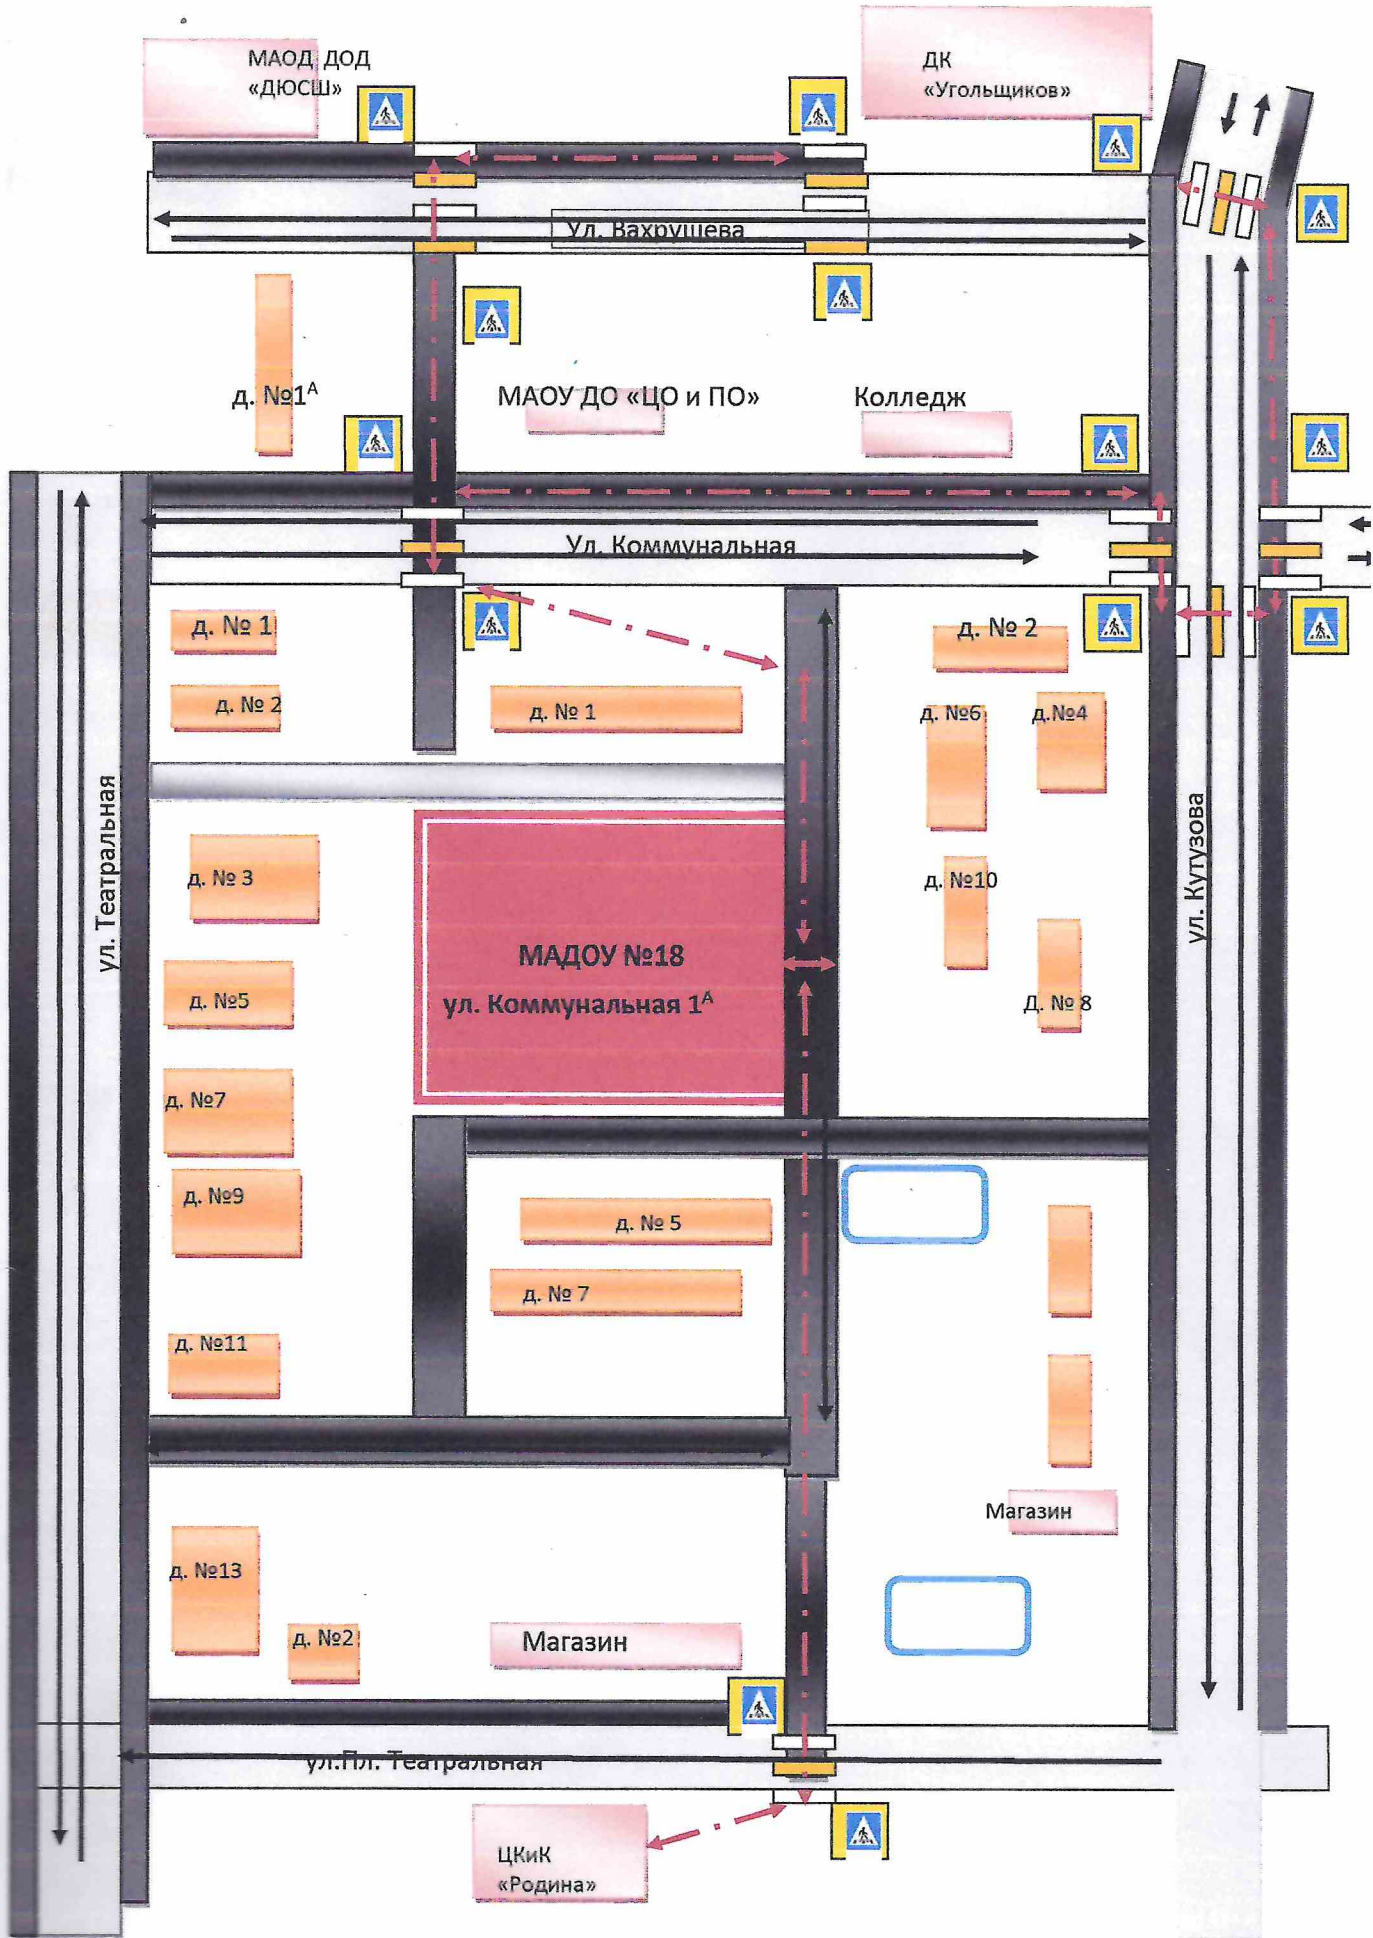 МАОД ДОД
«ДЮСШ»
ДК
«Угольщиков»
Ул. Вахрушева
д. №1А
МАОУ ДО «ЦО и ПО»
Колледж
Ул. Коммунальная
д. № 1
д. № 2
д. № 2
д. № 1
д. №6
д.№4
ул. Театральная
ул. Кутузова
д. № 3
д. №10
МАДОУ №18
ул. Коммунальная 1А
д. №5
Д. № 8
д. №7
д. №9
д. № 5
д. № 7
д. №11
Магазин
д. №13
д. №2
Магазин
ул.Пл. Театральная
ЦКиК
«Родина»